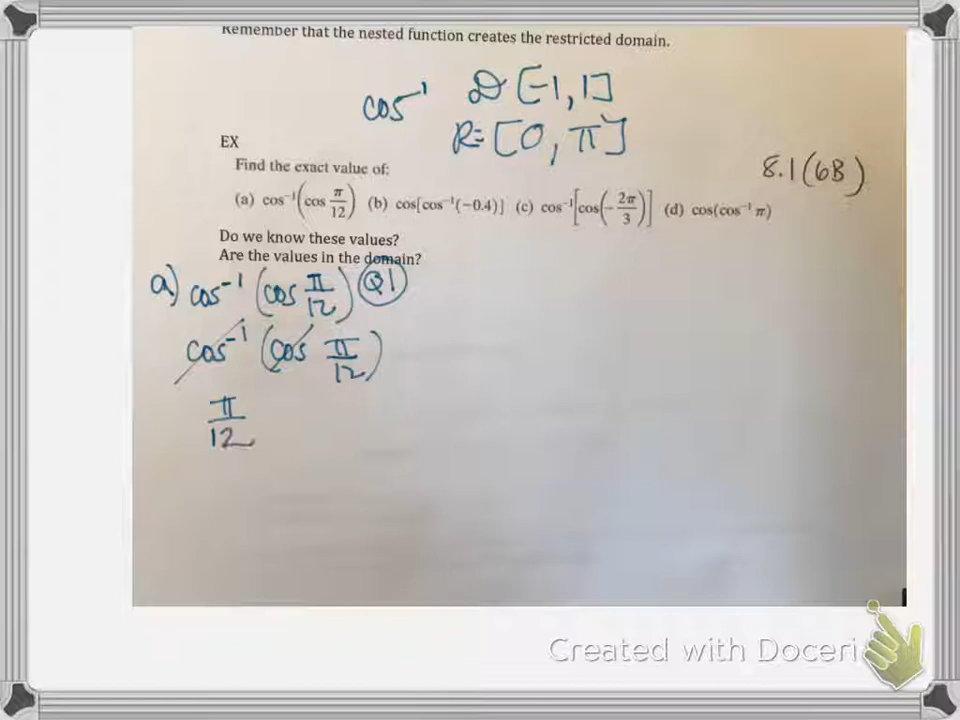 Remember that the nested function creates the restricted domain.
cos⁻¹ D [-1, 1]
R= [0, π]
EX
8.1 (6B)
Find the exact value of:
(a) cos⁻¹(cos π/12) (b) cos[cos⁻¹(−0.4)] (c) cos⁻¹[cos(−2π/3)] (d) cos(cos⁻¹ π)
Do we know these values?
Are the values in the domain?
a) cos⁻¹ (cos π/12) Q1
cos⁻¹ (cos π/12)
π/12
Created with Doceri